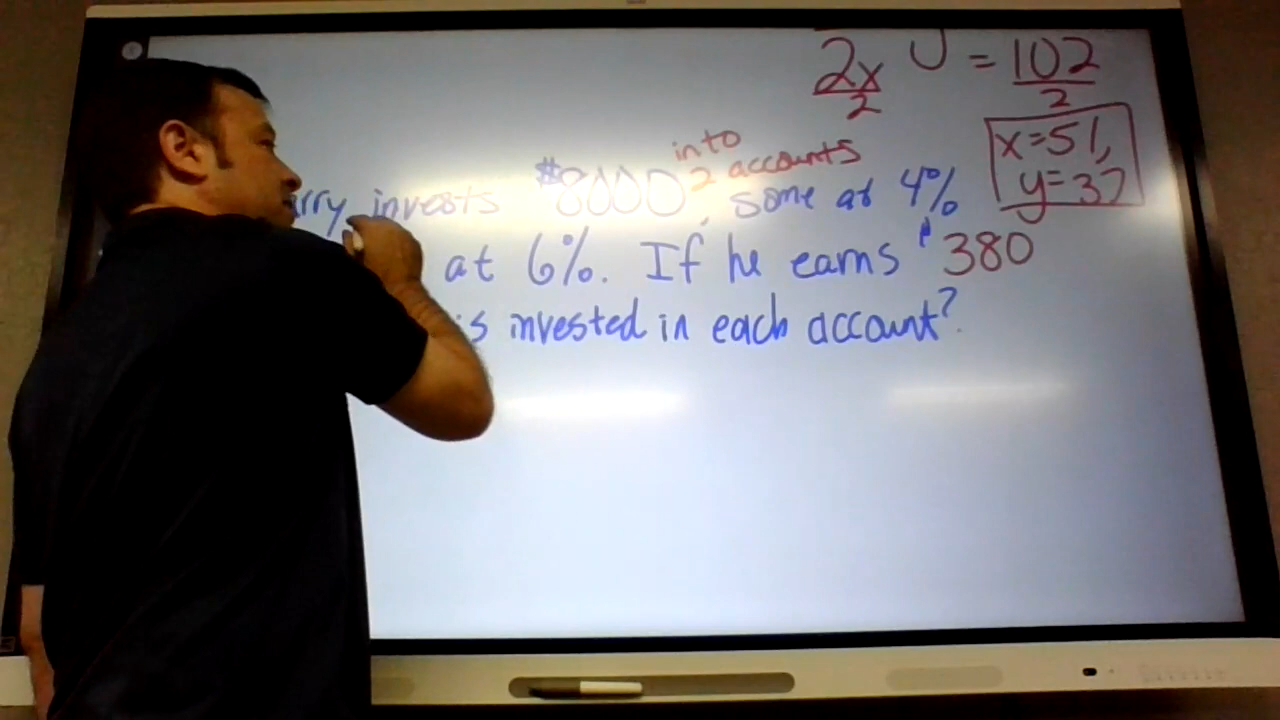 2x = 102
2 2
x=51,
y=37
into
2 accounts
invests $8000, some at 4%
at 6%. If he earns $380
is invested in each account?